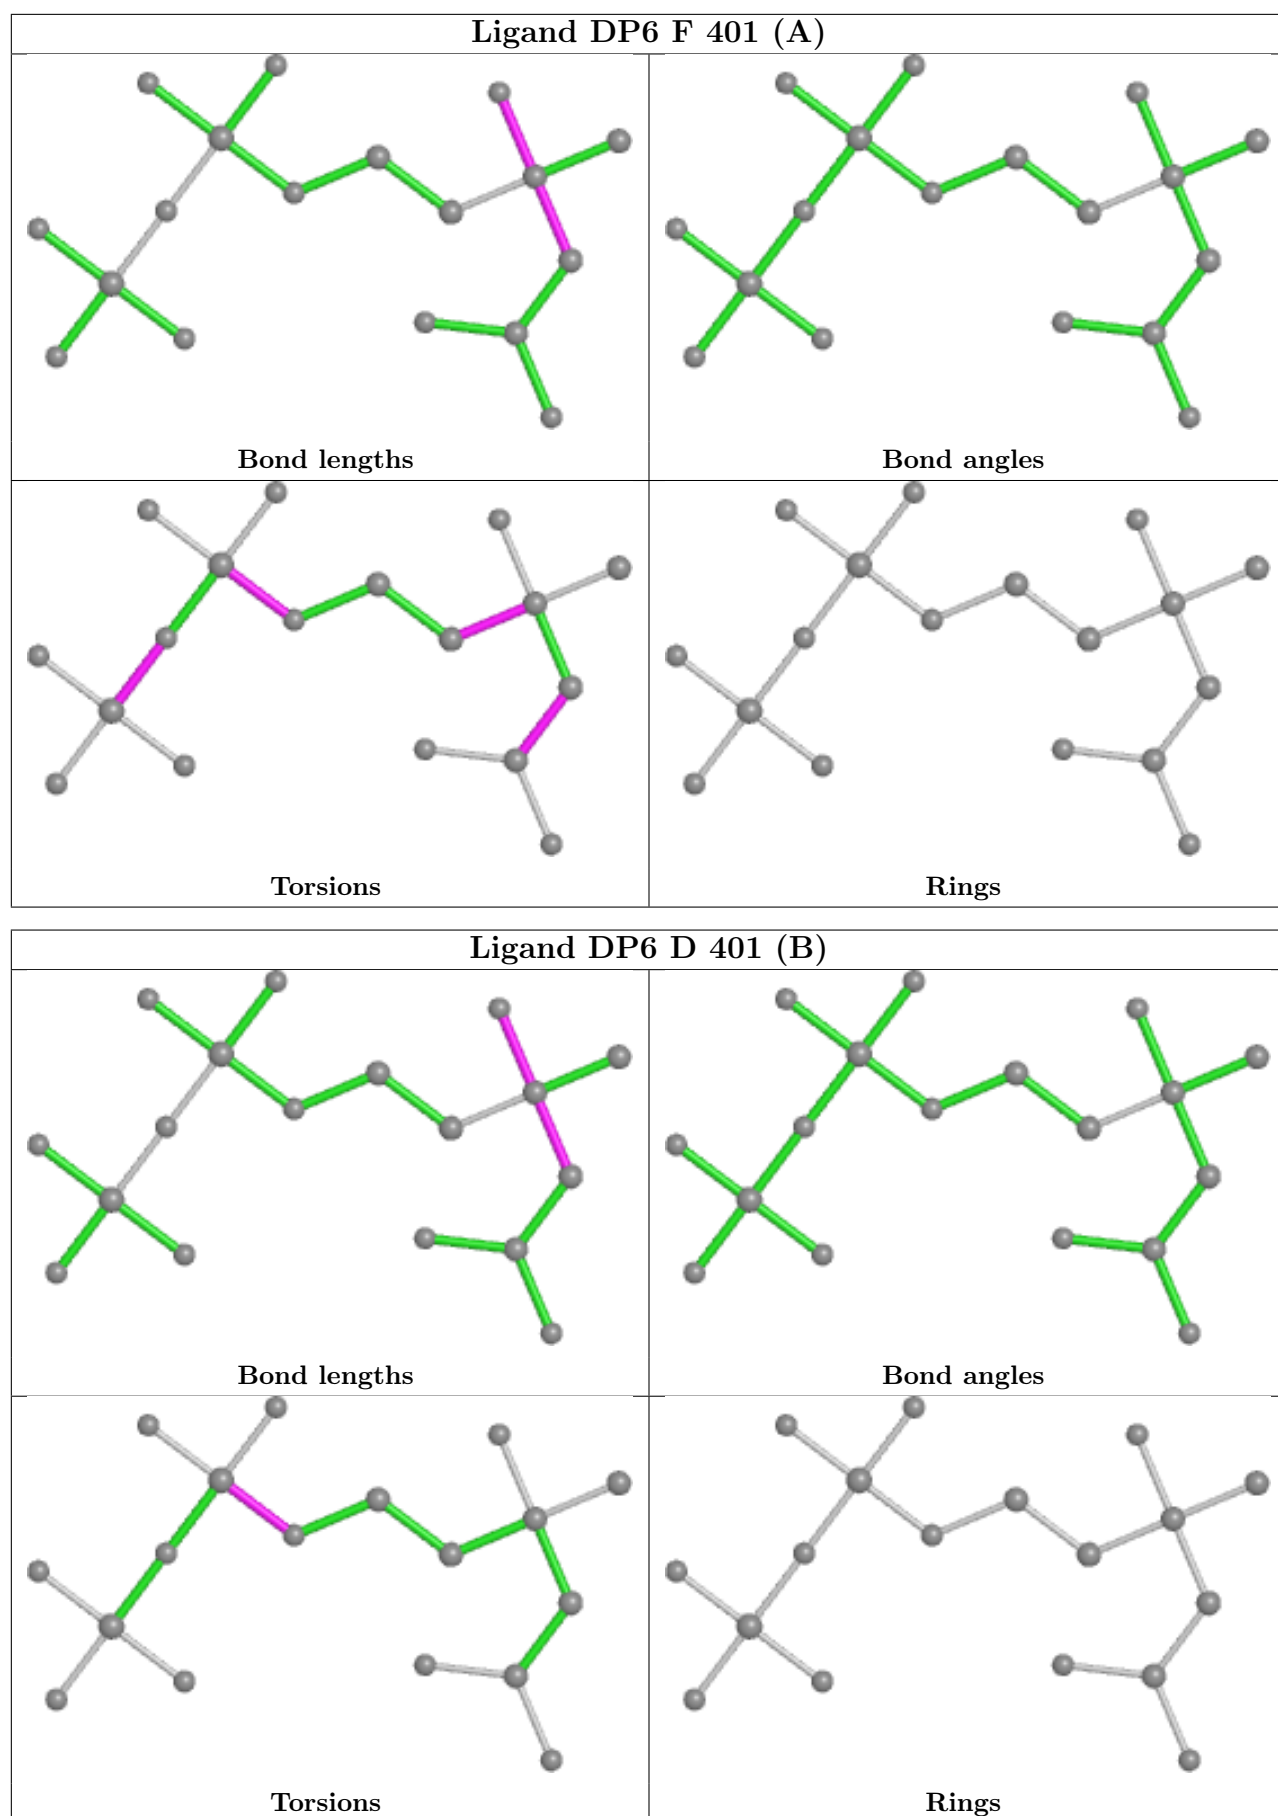 Ligand DP6 F 401 (A)
Bond lengths
Bond angles
Torsions
Rings
Ligand DP6 D 401 (B)
Bond lengths
Bond angles
Torsions
Rings